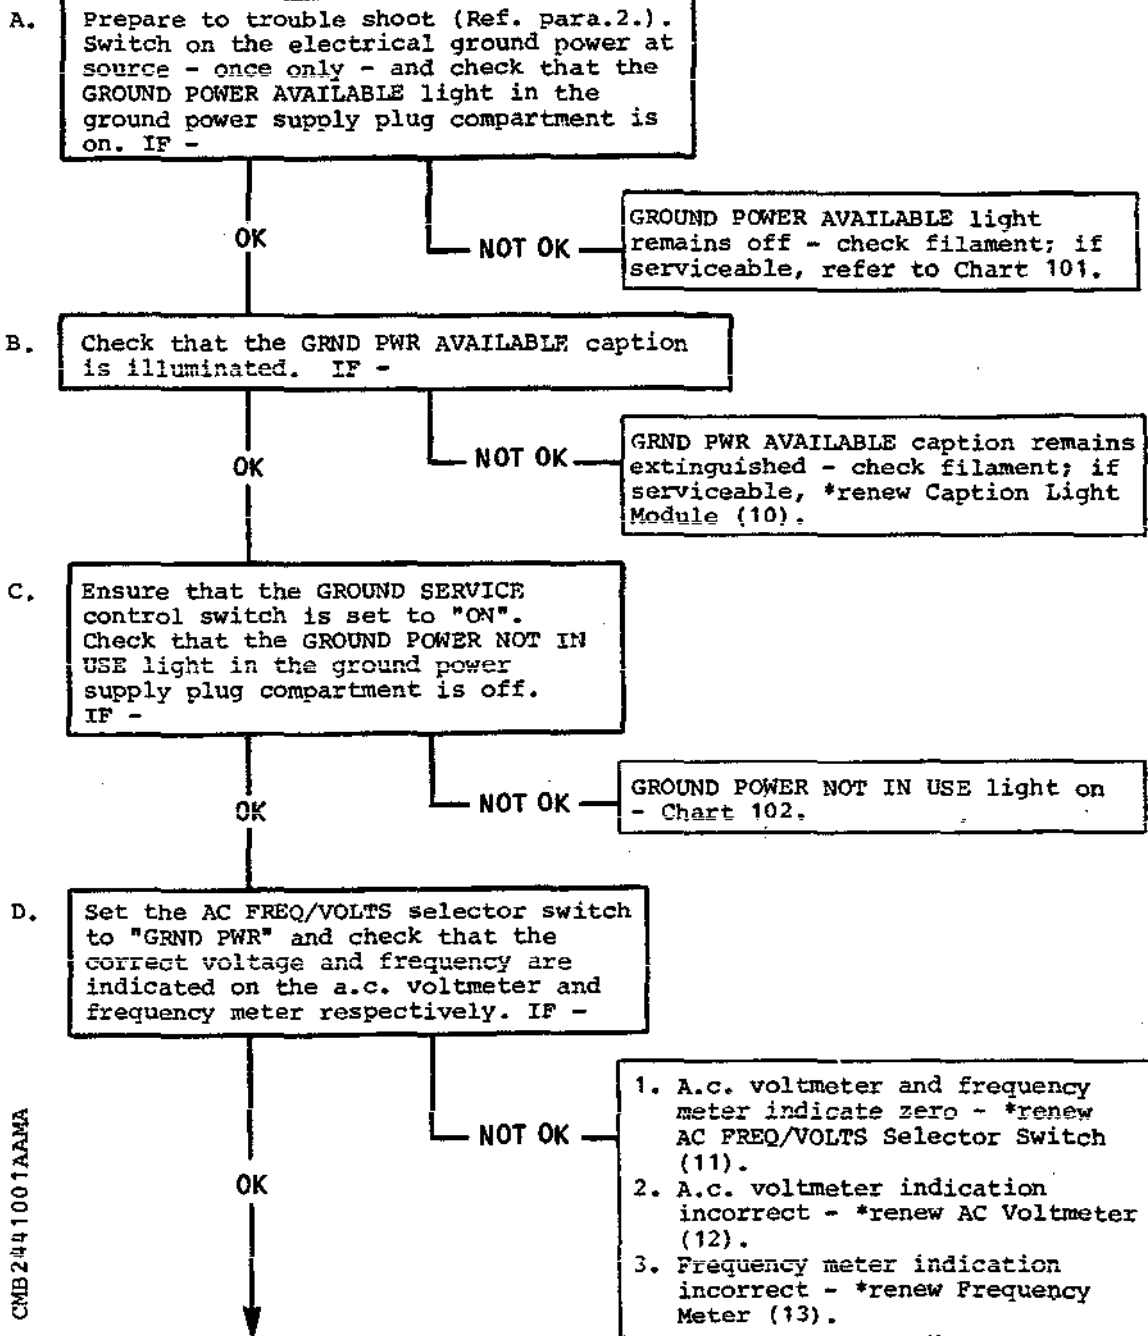 A.
Prepare to trouble shoot (Ref. para.2.).
Switch on the electrical ground power at
source - once only - and check that the
GROUND POWER AVAILABLE light in the
ground power supply plug compartment is
on. IF -
OK
NOT OK
GROUND POWER AVAILABLE light
remains off - check filament; if
serviceable, refer to Chart 101.
B.
Check that the GRND PWR AVAILABLE caption
is illuminated. IF -
OK
NOT OK
GRND PWR AVAILABLE caption remains
extinguished - check filament; if
serviceable, *renew Caption Light
Module (10).
C.
Ensure that the GROUND SERVICE
control switch is set to "ON".
Check that the GROUND POWER NOT IN
USE light in the ground power
supply plug compartment is off.
IF -
OK
NOT OK
GROUND POWER NOT IN USE light on
- Chart 102.
D.
Set the AC FREQ/VOLTS selector switch
to "GRND PWR" and check that the
correct voltage and frequency are
indicated on the a.c. voltmeter and
frequency meter respectively. IF -
OK
NOT OK
1. A.c. voltmeter and frequency
meter indicate zero - *renew
AC FREQ/VOLTS Selector Switch
(11).
2. A.c. voltmeter indication
incorrect - *renew AC Voltmeter
(12).
3. Frequency meter indication
incorrect - *renew Frequency
Meter (13).
CMB2441001AAMA